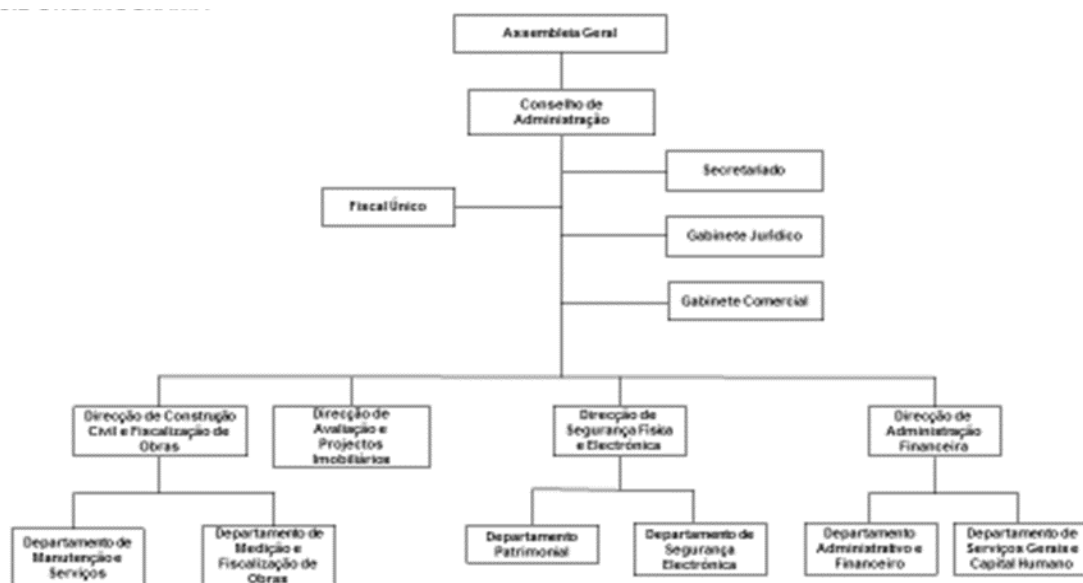 Assembleia Geral
Conselho de
Administração
Secretariado
Fiscal Único
Gabinete Jurídico
Gabinete Comercial
Direcção de Construção
Civil e Fiscalização de
Obras
Direcção de
Avaliação e
Projectos
Imobiliários
Direcção de
Segurança Física
e Electrónica
Direcção de
Administração
Financeira
Departamento de
Manutenção e
Serviços
Departamento de
Medição e
Fiscalização de
Obras
Departamento
Patrimonial
Departamento de
Segurança
Electrónica
Departamento
Administrativo e
Financeiro
Departamento de
Serviços Gerais e
Capital Humano